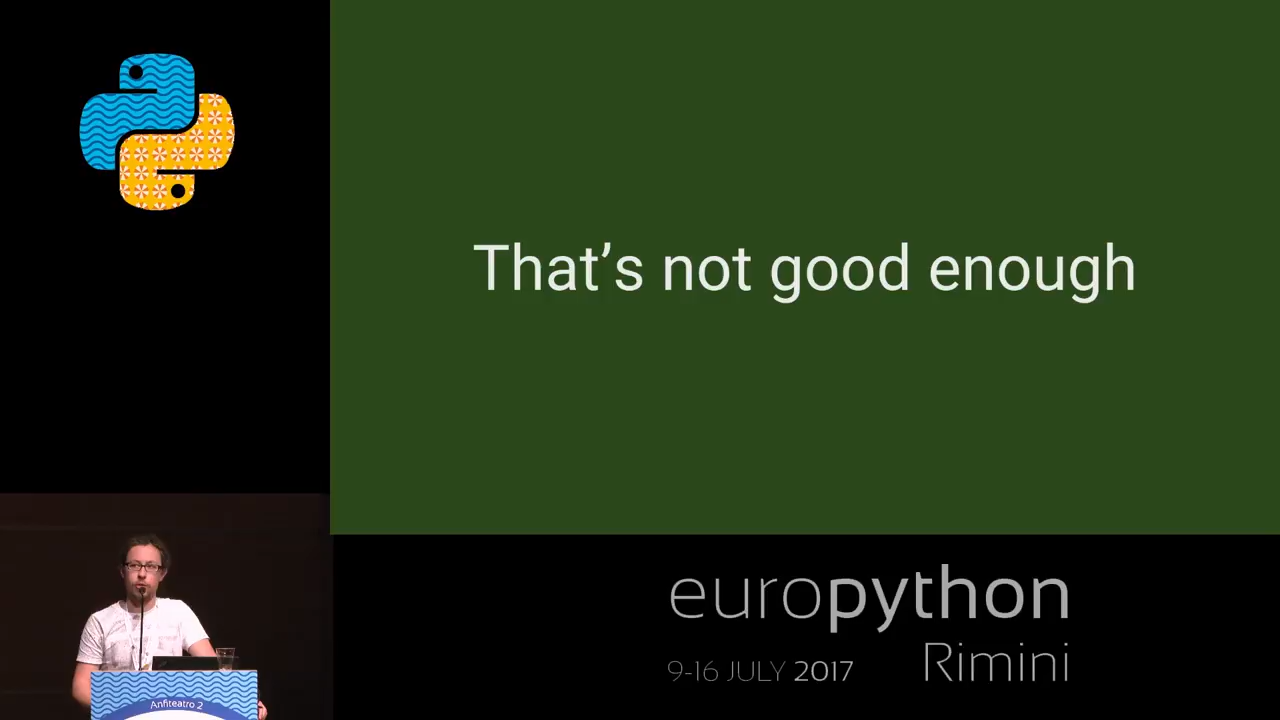 That’s not good enough
europython
Rimini
9-16 JULY 2017
Anfiteatro 2